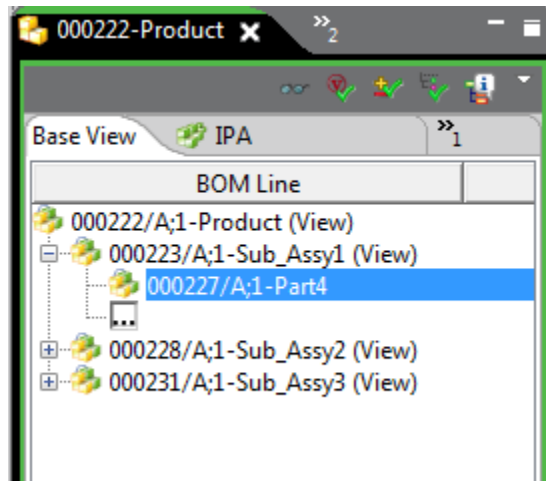 000222-Product
»2
Base View
IPA
»1
BOM Line
000222/A;1-Product (View)
000223/A;1-Sub_Assy1 (View)
000227/A;1-Part4
...
000228/A;1-Sub_Assy2 (View)
000231/A;1-Sub_Assy3 (View)